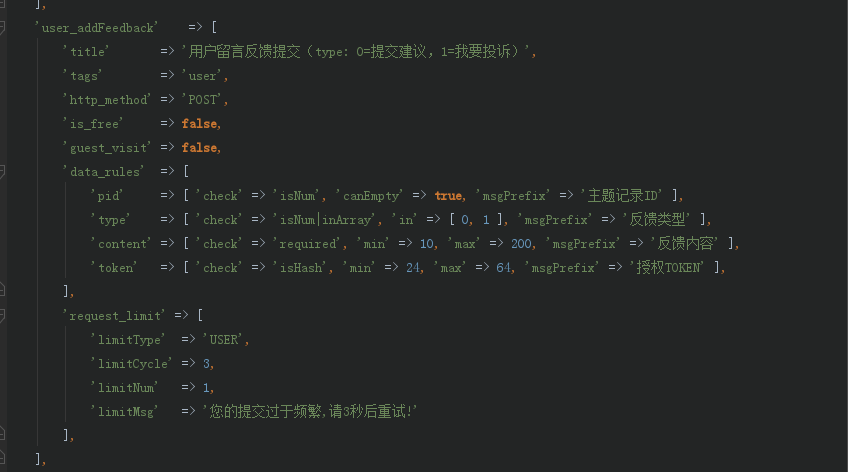 ],
'user_addFeedback' => [
'title' => '用户留言反馈提交（type: 0=提交建议，1=我要投诉）',
'tags' => 'user',
'http_method' => 'POST',
'is_free' => false,
'guest_visit' => false,
'data_rules' => [
'pid' => [ 'check' => 'isNum', 'canEmpty' => true, 'msgPrefix' => '主题记录ID' ],
'type' => [ 'check' => 'isNum|inArray', 'in' => [ 0, 1 ], 'msgPrefix' => '反馈类型' ],
'content' => [ 'check' => 'required', 'min' => 10, 'max' => 200, 'msgPrefix' => '反馈内容' ],
'token' => [ 'check' => 'isHash', 'min' => 24, 'max' => 64, 'msgPrefix' => '授权TOKEN' ],
],
'request_limit' => [
'limitType' => 'USER',
'limitCycle' => 3,
'limitNum' => 1,
'limitMsg' => '您的提交过于频繁,请3秒后重试!'
],
],